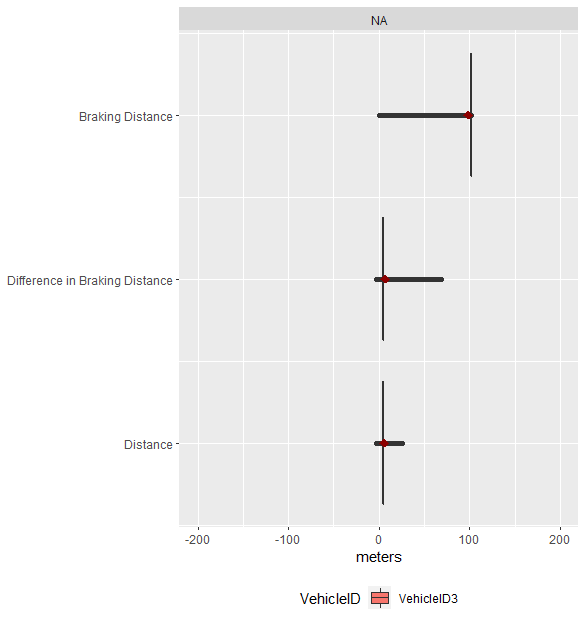 NA
Braking Distance
Difference in Braking Distance
Distance
-200 -100 0 100 200
meters
VehicleID VehicleID3